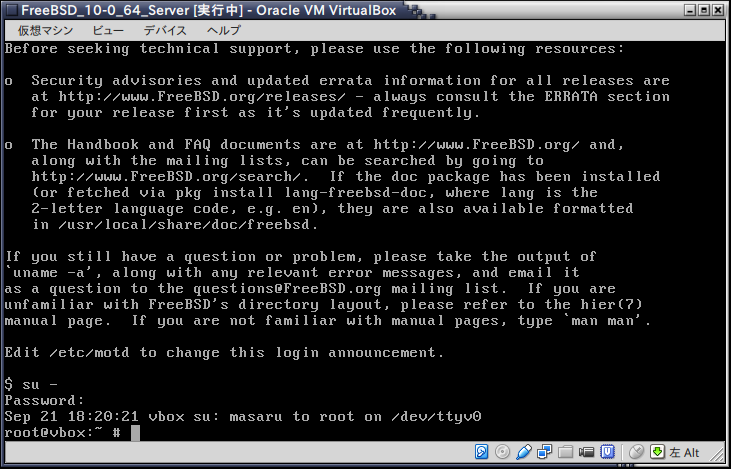 FreeBSD_10-0_64_Server [実行中] - Oracle VM VirtualBox
仮想マシン ビュー デバイス ヘルプ
Before seeking technical support, please use the following resources:
o  Security advisories and updated errata information for all releases are
at http://www.FreeBSD.org/releases/ - always consult the ERRATA section
for your release first as it's updated frequently.
o  The Handbook and FAQ documents are at http://www.FreeBSD.org/ and,
along with the mailing lists, can be searched by going to
http://www.FreeBSD.org/search/.  If the doc package has been installed
(or fetched via pkg install lang-freebsd-doc, where lang is the
2-letter language code, e.g. en), they are also available formatted
in /usr/local/share/doc/freebsd.
If you still have a question or problem, please take the output of
`uname -a', along with any relevant error messages, and email it
as a question to the questions@FreeBSD.org mailing list.  If you are
unfamiliar with FreeBSD's directory layout, please refer to the hier(7)
manual page.  If you are not familiar with manual pages, type `man man'.
Edit /etc/motd to change this login announcement.
$ su -
Password:
Sep 21 18:20:21 vbox su: masaru to root on /dev/ttyv0
root@vbox:~ #
左 Alt